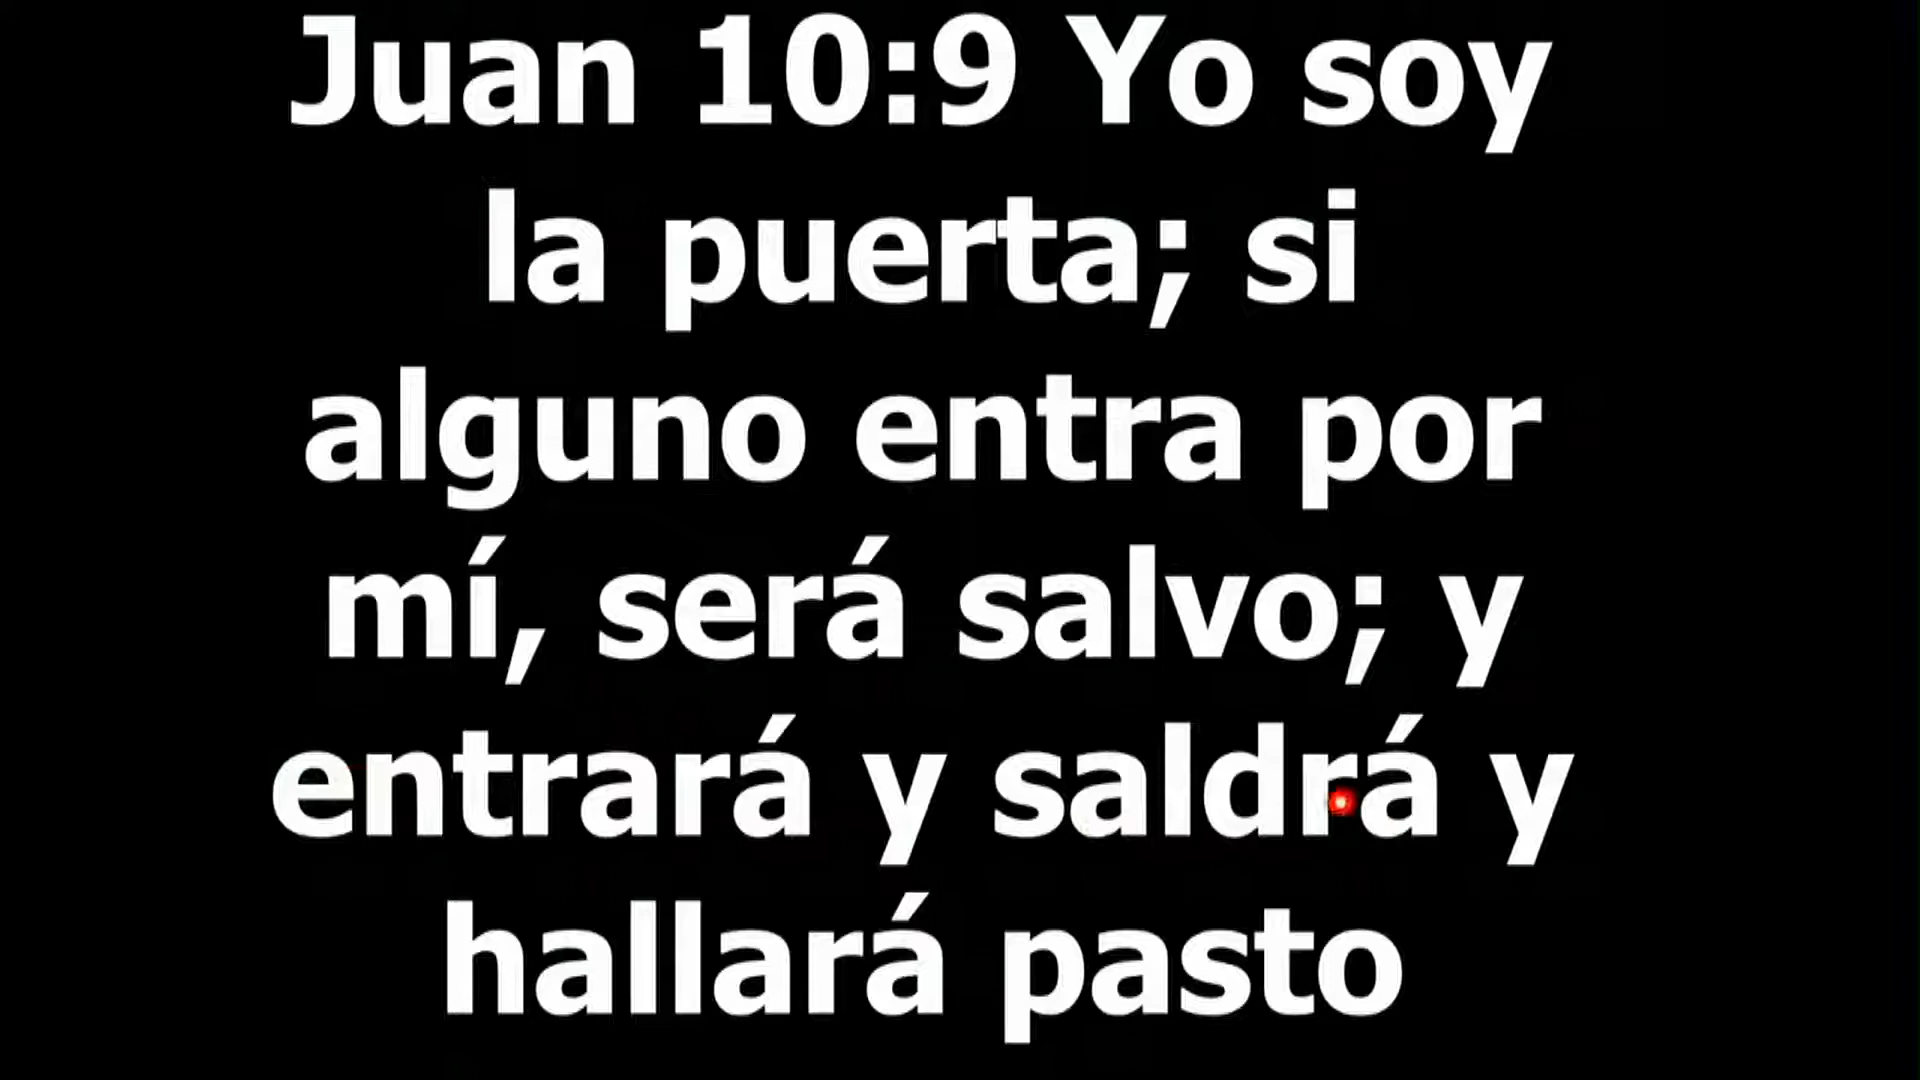 Juan 10:9 Yo soy
la puerta; si
alguno entra por
mí, será salvo; y
entrará y saldrá y
hallará pasto